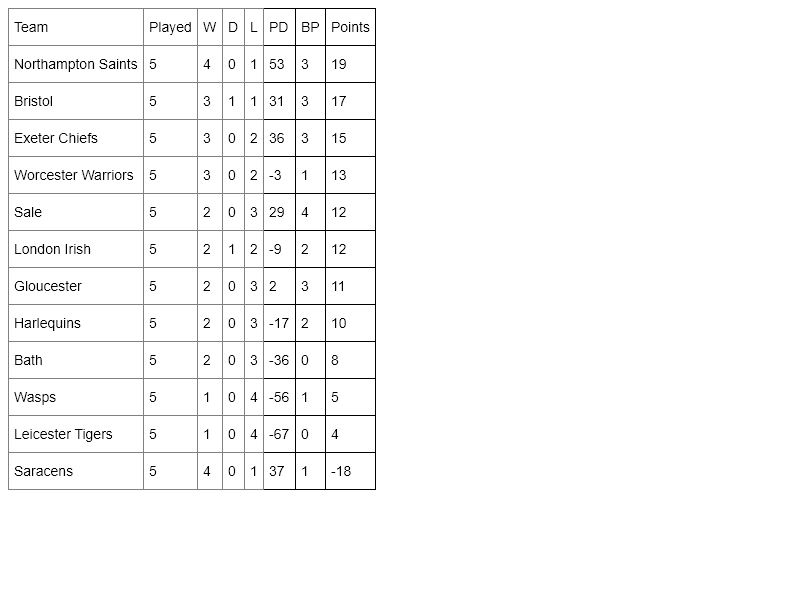 Team Played W D L PD BP Points
Northampton Saints 5 4 0 1 53 3 19
Bristol 5 3 1 1 31 3 17
Exeter Chiefs 5 3 0 2 36 3 15
Worcester Warriors 5 3 0 2 -3 1 13
Sale 5 2 0 3 29 4 12
London Irish 5 2 1 2 -9 2 12
Gloucester 5 2 0 3 2 3 11
Harlequins 5 2 0 3 -17 2 10
Bath 5 2 0 3 -36 0 8
Wasps 5 1 0 4 -56 1 5
Leicester Tigers 5 1 0 4 -67 0 4
Saracens 5 4 0 1 37 1 -18